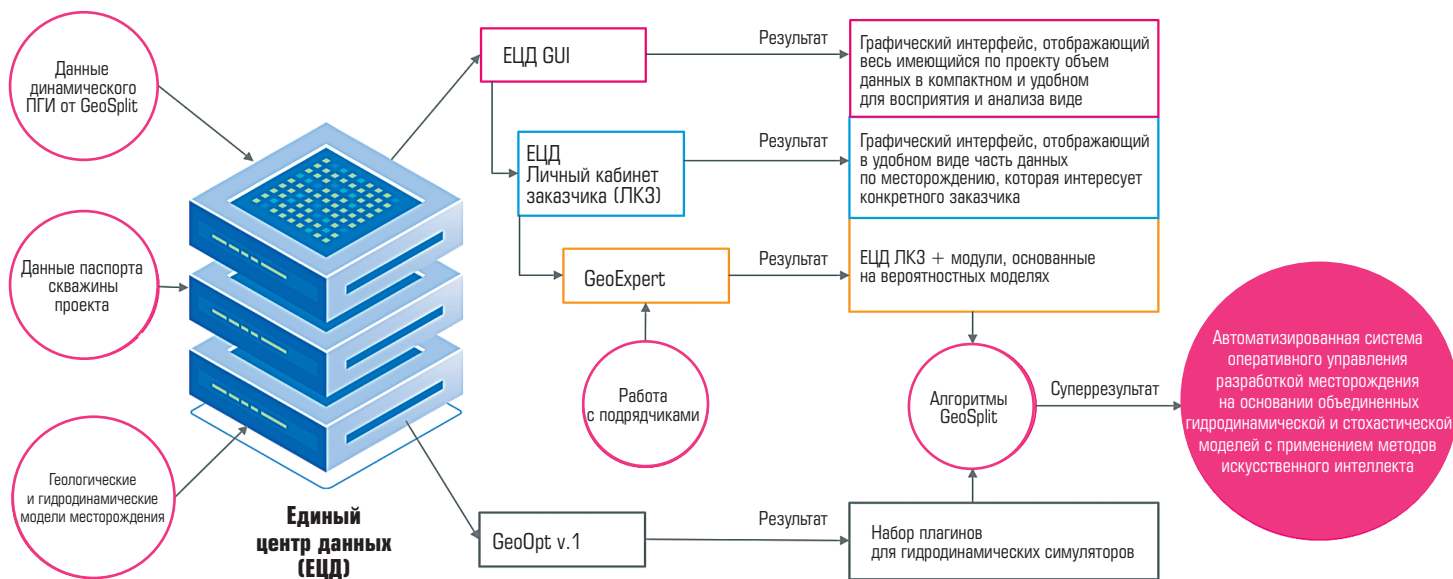 Данные
динамического
ПГИ от GeoSplit
Данные паспорта
скважины
проекта
Геологические
и гидродинамические
модели месторождения
Единый
центр данных
(ЕЦД)
ЕЦД GUI
Результат
Графический интерфейс, отображающий
весь имеющийся по проекту объем
данных в компактном и удобном
для восприятия и анализа виде
ЕЦД
Личный кабинет
заказчика (ЛКЗ)
Результат
Графический интерфейс, отображающий
в удобном виде часть данных
по месторождению, которая интересует
конкретного заказчика
GeoExpert
Результат
ЕЦД ЛКЗ + модули, основанные
на вероятностных моделях
Работа
с подрядчиками
Алгоритмы
GeoSplit
Суперрезультат
Автоматизированная система
оперативного управления
разработкой месторождения
на основании объединенных
гидродинамической и стохастической
моделей с применением методов
искусственного интеллекта
GeoOpt v.1
Результат
Набор плагинов
для гидродинамических симуляторов